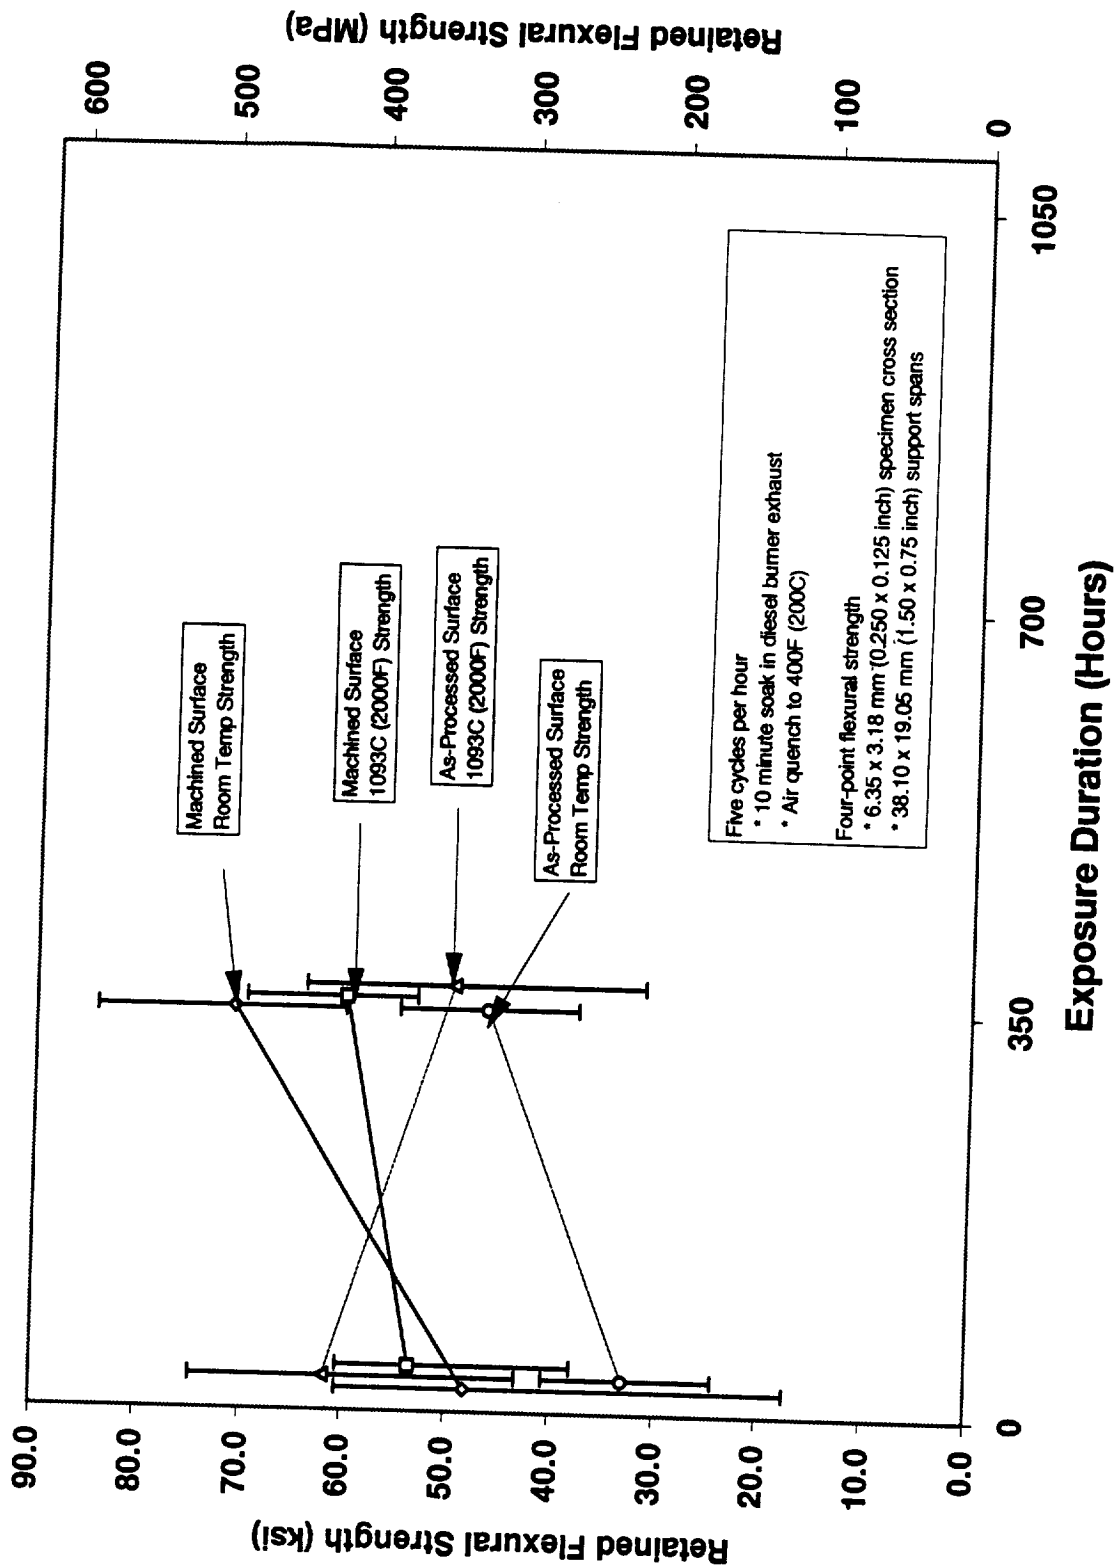 Retained Flexural Strength (ksi)
90.0
80.0
70.0
60.0
50.0
40.0
30.0
20.0
10.0
0.0
Machined Surface
Room Temp Strength
Machined Surface
1093C (2000F) Strength
As-Processed Surface
1093C (2000F) Strength
As-Processed Surface
Room Temp Strength
Five cycles per hour
* 10 minute soak in diesel burner exhaust
* Air quench to 400F (200C)
Four-point flexural strength
* 6.35 x 3.18 mm (0.250 x 0.125 inch) specimen cross section
* 38.10 x 19.05 mm (1.50 x 0.75 inch) support spans
Retained Flexural Strength (MPa)
600
500
400
300
200
100
0
0
350
700
1050
Exposure Duration (Hours)